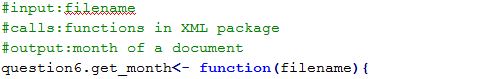 #input:filename
#calls:functions in XML package
#output:month of a document
question6.get_month<- function(filename){